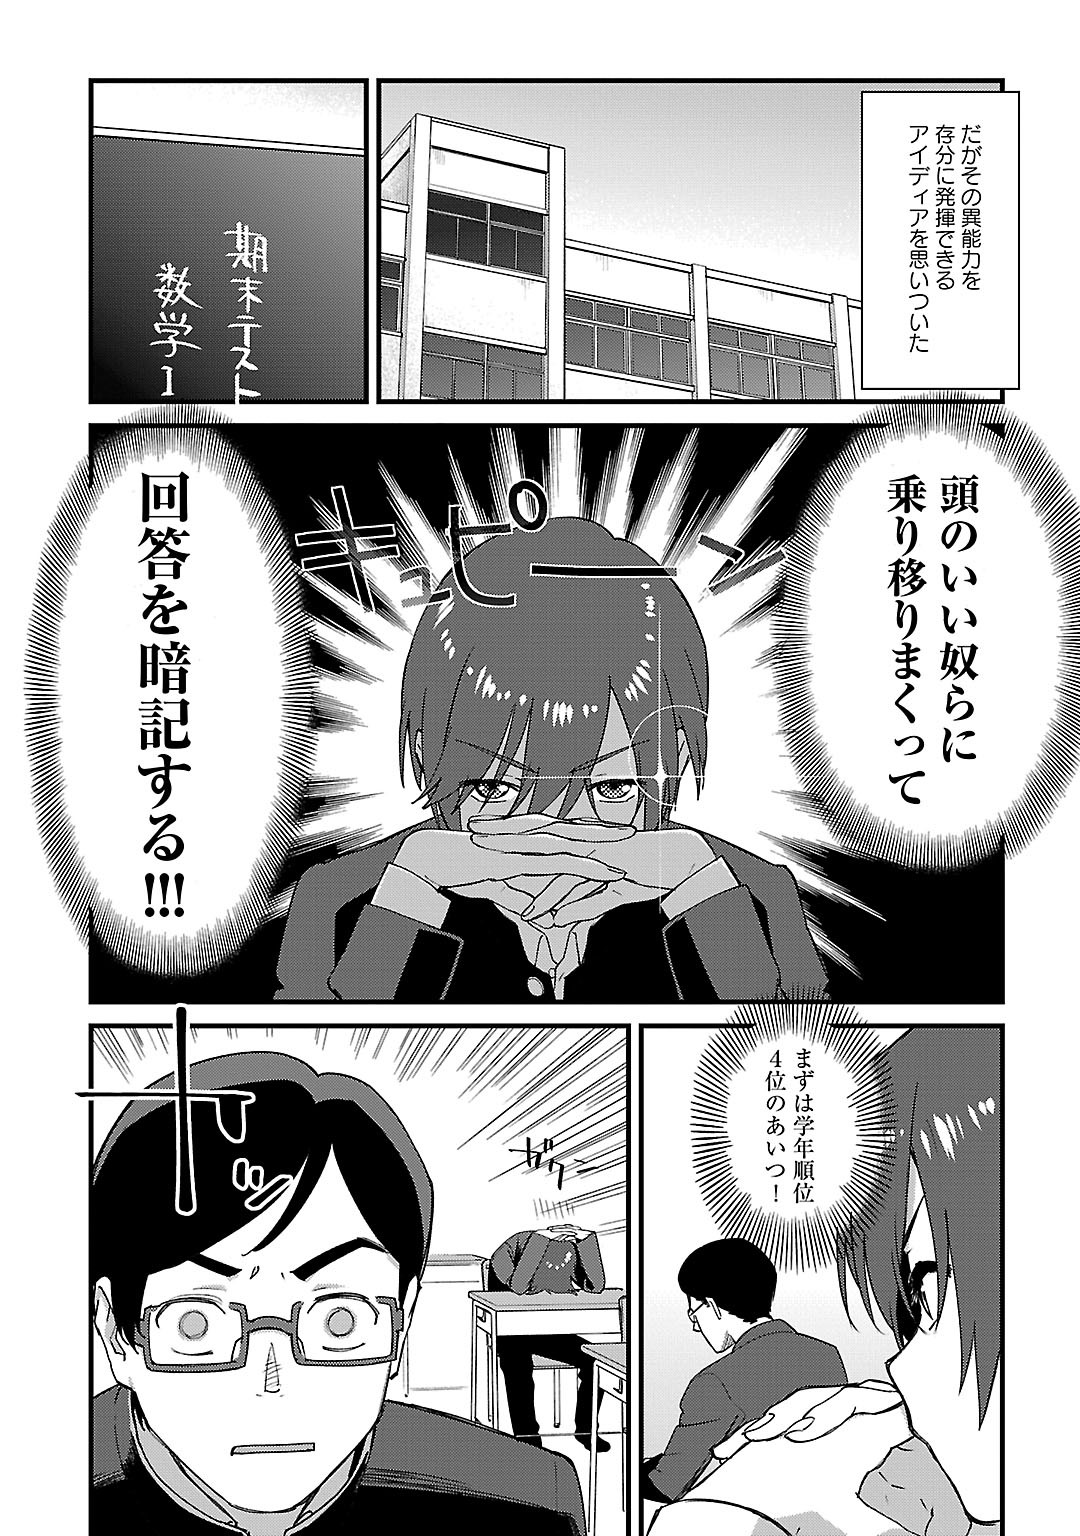 だがその異能力を
存分に発揮できる
アイディアを思いついた
期末テスト
数学1
頭のいい奴らに
乗り移りまくって
キュピーン
回答を暗記する!!!
まずは学年順位
4位のあいつ!
ガクン
ギッ